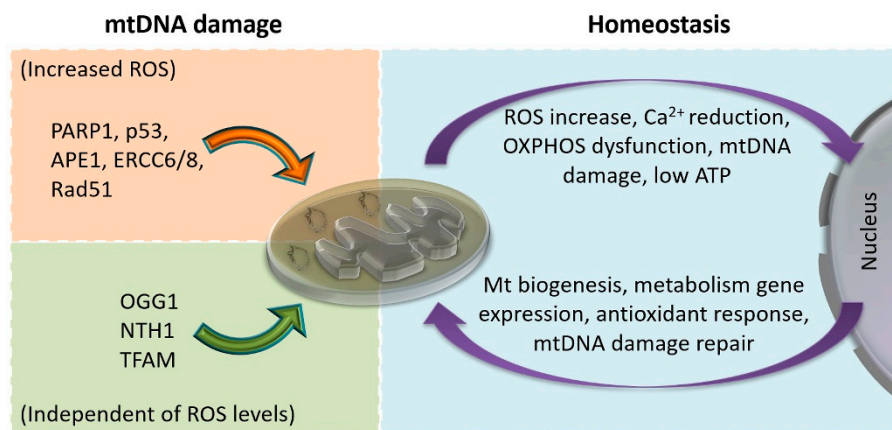 mtDNA damage
Homeostasis
(Increased ROS)
PARP1, p53,
APE1, ERCC6/8,
Rad51
OGG1
NTH1
TFAM
(Independent of ROS levels)
ROS increase, Ca²⁺ reduction,
OXPHOS dysfunction, mtDNA
damage, low ATP
Mt biogenesis, metabolism gene
expression, antioxidant response,
mtDNA damage repair
Nucleus